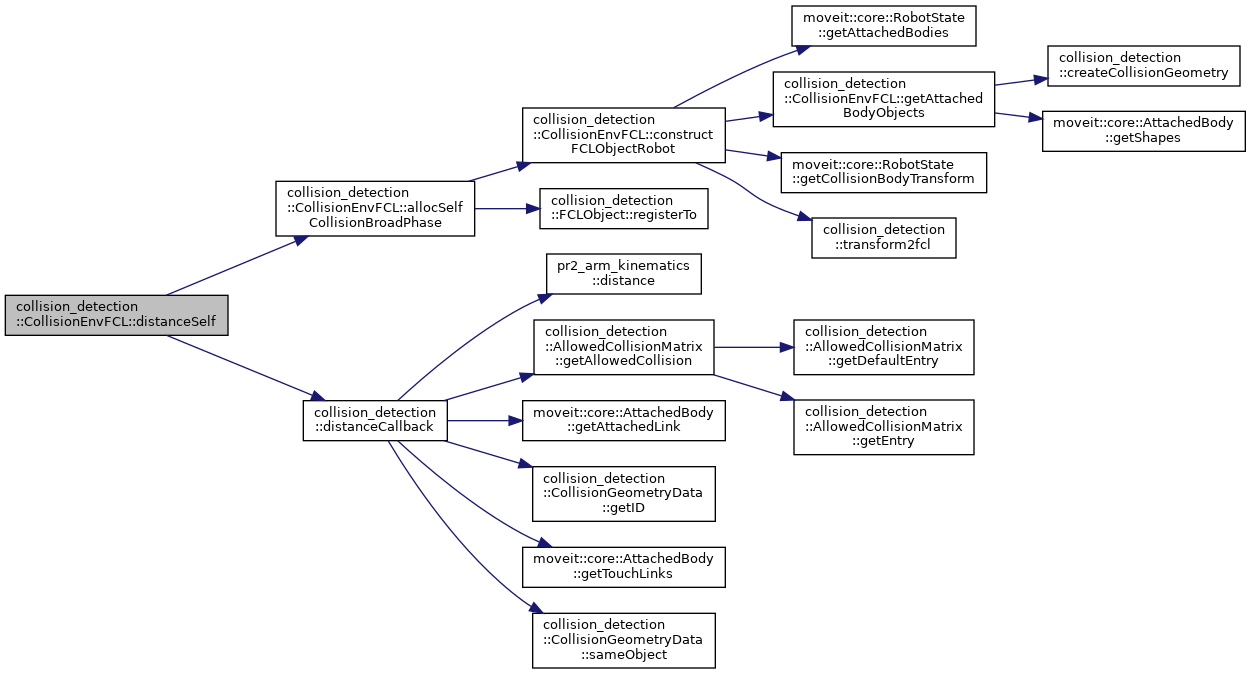 collision_detection
::CollisionEnvFCL::distanceSelf
collision_detection
::CollisionEnvFCL::allocSelf
CollisionBroadPhase
collision_detection
::CollisionEnvFCL::construct
FCLObjectRobot
moveit::core::RobotState
::getAttachedBodies
collision_detection
::CollisionEnvFCL::getAttached
BodyObjects
collision_detection
::createCollisionGeometry
moveit::core::AttachedBody
::getShapes
moveit::core::RobotState
::getCollisionBodyTransform
collision_detection
::transform2fcl
collision_detection
::FCLObject::registerTo
collision_detection
::distanceCallback
pr2_arm_kinematics
::distance
collision_detection
::AllowedCollisionMatrix
::getAllowedCollision
collision_detection
::AllowedCollisionMatrix
::getDefaultEntry
collision_detection
::AllowedCollisionMatrix
::getEntry
moveit::core::AttachedBody
::getAttachedLink
collision_detection
::CollisionGeometryData
::getID
moveit::core::AttachedBody
::getTouchLinks
collision_detection
::CollisionGeometryData
::sameObject